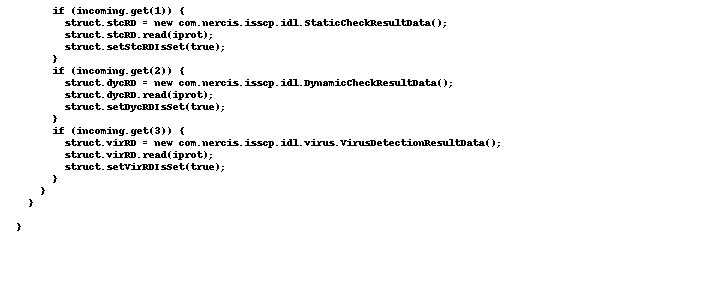 if (incoming.get(1)) {
        struct.stcRD = new com.nercis.isscp.idl.StaticCheckResultData();
        struct.stcRD.read(iprot);
        struct.setStcRDIsSet(true);
      }
      if (incoming.get(2)) {
        struct.dycRD = new com.nercis.isscp.idl.DynamicCheckResultData();
        struct.dycRD.read(iprot);
        struct.setDycRDIsSet(true);
      }
      if (incoming.get(3)) {
        struct.virRD = new com.nercis.isscp.idl.virus.VirusDetectionResultData();
        struct.virRD.read(iprot);
        struct.setVirRDIsSet(true);
      }
    }
  }

}